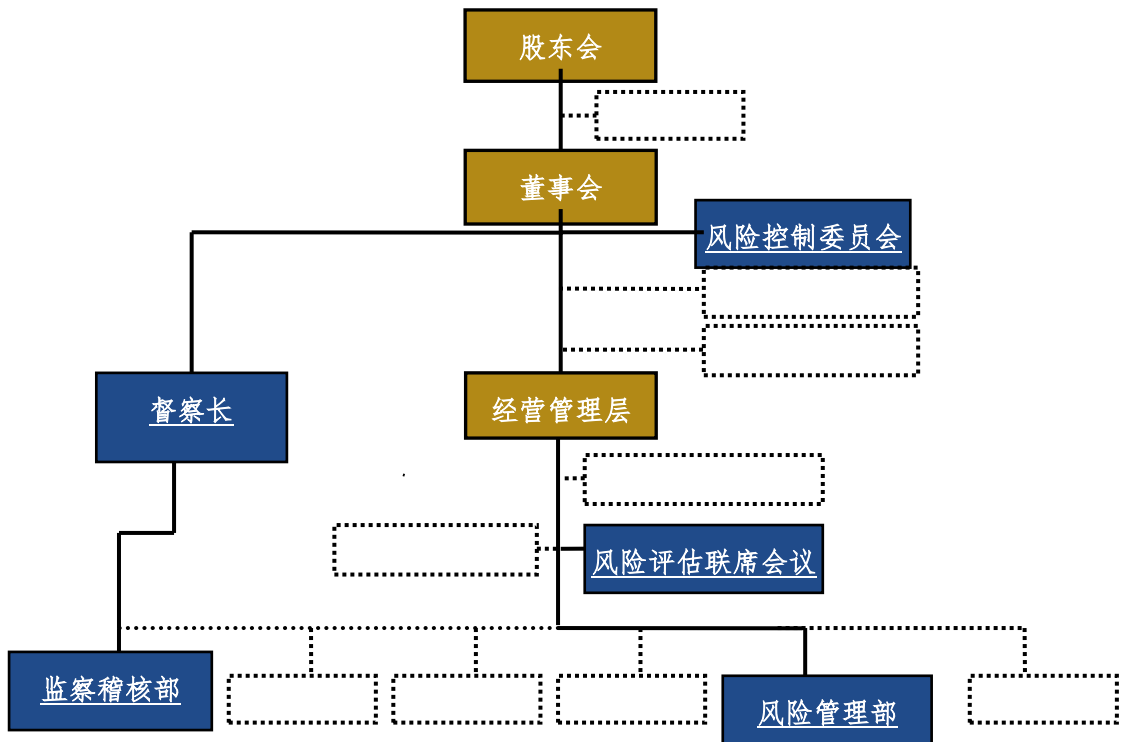 股东会
董事会
风险控制委员会
督察长
经营管理层
风险评估联席会议
监察稽核部
风险管理部